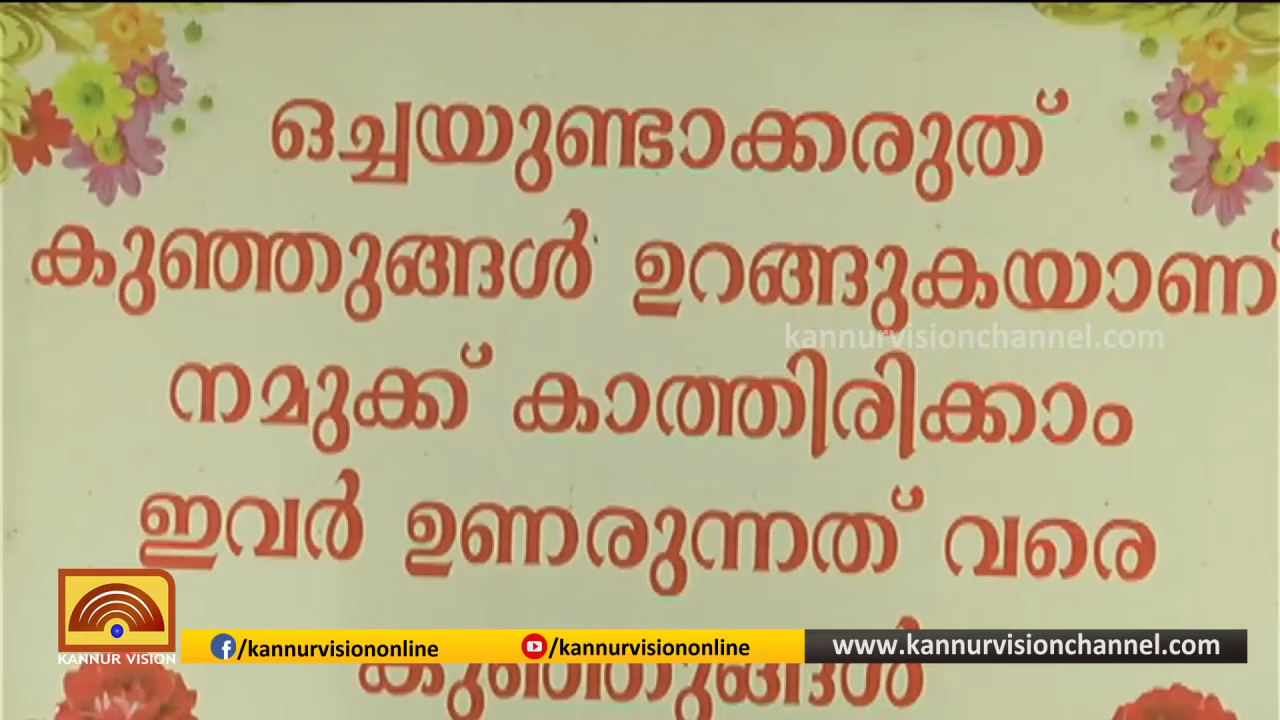 ഒച്ചയുണ്ടാക്കരുത്
കുഞ്ഞുങ്ങൾ ഉറങ്ങുകയാണ്
kannurvisionchannel.com
നമുക്ക് കാത്തിരിക്കാം
ഇവർ ഉണരുന്നത് വരെ
KANNUR VISION
/kannurvisiononline
/kannurvisiononline
www.kannurvisionchannel.com
കുഞ്ഞുങ്ങൾ